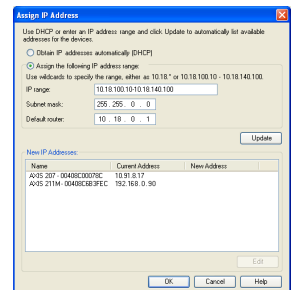 Assign IP Address
Use DHCP or enter an IP address range and click Update to automatically list available
addresses for the devices.
Obtain IP addresses automatically (DHCP)
Assign the following IP address range:
Use wildcards to specify the range, either as 10.18.* or 10.18.100.10 - 10.18.140.100.
IP range: 10.18.100.10-10.18.140.100
Subnet mask: 255 . 255 . 0 . 0
Default router: 10 . 18 . 0 . 1
Update
New IP Addresses:
Name Current Address New Address
AXIS 207 - 00408C00078C 10.91.8.17
AXIS 211M - 00408C6B3FEC 192.168.0.90
Edit
OK Cancel Help